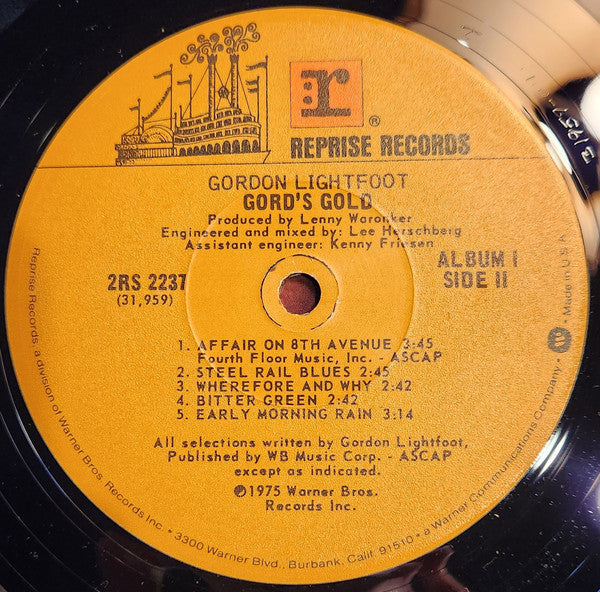 r®
REPRISE RECORDS
GORDON LIGHTFOOT
GORD'S GOLD
Produced by Lenny Waronker
Engineered and mixed by: Lee Herschberg
Assistant engineer: Kenny Friesen
2RS 2237
(31,959)
ALBUM I
SIDE II
1. AFFAIR ON 8TH AVENUE 3:45
Fourth Floor Music, Inc. - ASCAP
2. STEEL RAIL BLUES 2:45
3. WHEREFORE AND WHY 2:42
4. BITTER GREEN 2:42
5. EARLY MORNING RAIN 3:14
All selections written by Gordon Lightfoot,
Published by WB Music Corp. - ASCAP
except as indicated.
℗1975 Warner Bros.
Records Inc.
Reprise Records, a division of Warner Bros. Records Inc. • 3300 Warner Blvd., Burbank, Calif. 91510 • a Warner Communications Company • Made in U.S.A.